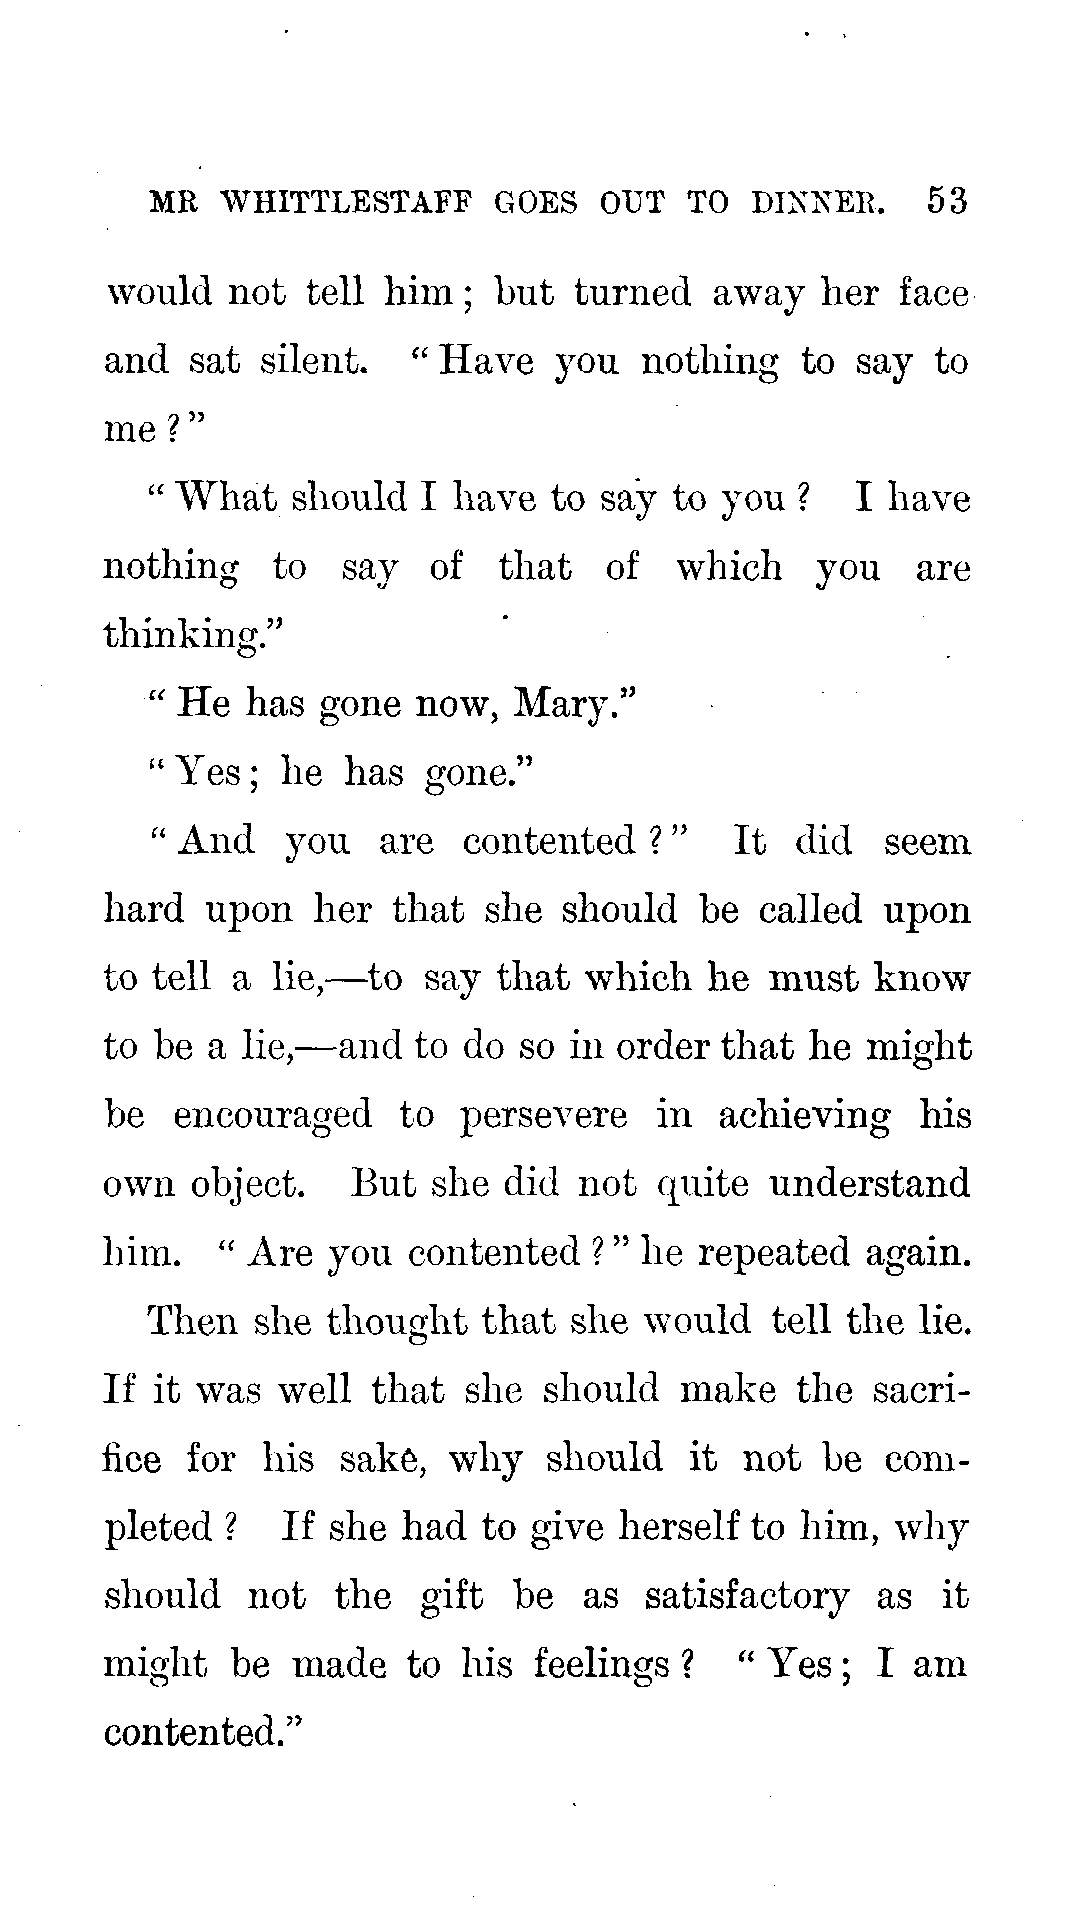 MR WHITTLESTAFF GOES OUT TO DINNER. 53
would not tell him; but turned away her face
and sat silent. “Have you nothing to say to
me?”
“What should I have to say to you? I have
nothing to say of that of which you are
thinking.”
“He has gone now, Mary.”
“Yes; he has gone.”
“And you are contented?” It did seem
hard upon her that she should be called upon
to tell a lie,—to say that which he must know
to be a lie,—and to do so in order that he might
be encouraged to persevere in achieving his
own object. But she did not quite understand
him. “Are you contented?” he repeated again.
Then she thought that she would tell the lie.
If it was well that she should make the sacri-
fice for his sake, why should it not be com-
pleted? If she had to give herself to him, why
should not the gift be as satisfactory as it
might be made to his feelings? “Yes; I am
contented.”